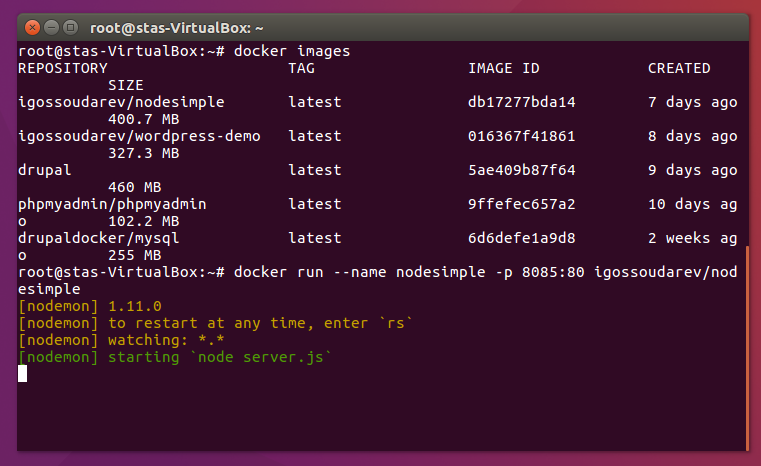 root@stas-VirtualBox: ~
root@stas-VirtualBox:~# docker images
REPOSITORY TAG IMAGE ID CREATED
SIZE
igossoudarev/nodesimple latest db17277bda14 7 days ago
400.7 MB
igossoudarev/wordpress-demo latest 016367f41861 8 days ago
327.3 MB
drupal latest 5ae409b87f64 9 days ago
460 MB
phpmyadmin/phpmyadmin latest 9ffefec657a2 10 days ag
o 102.2 MB
drupaldocker/mysql latest 6d6defe1a9d8 2 weeks ag
o 255 MB
root@stas-VirtualBox:~# docker run --name nodesimple -p 8085:80 igossoudarev/nod
esimple
[nodemon] 1.11.0
[nodemon] to restart at any time, enter `rs`
[nodemon] watching: *.*
[nodemon] starting `node server.js`